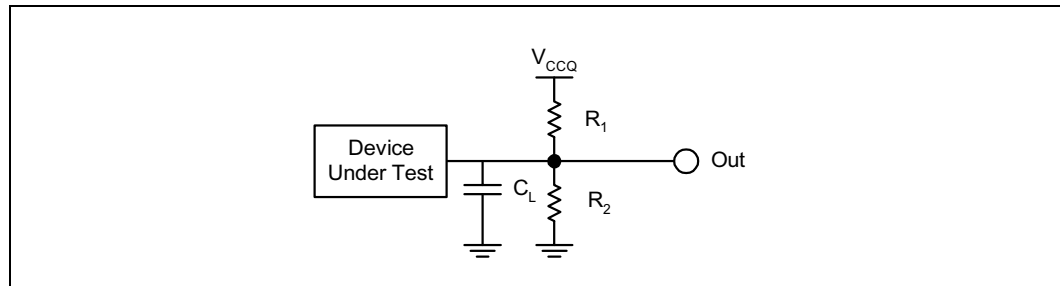 V_CCQ
R_1
Device
Under Test
Out
C_L
R_2